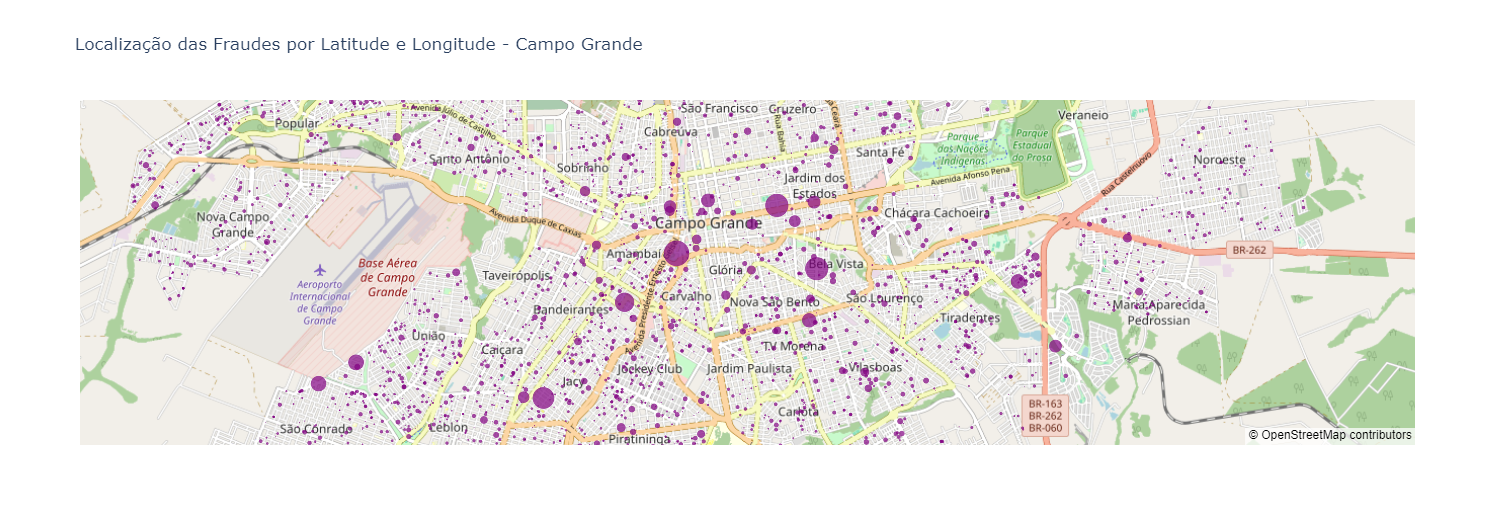 Localização das Fraudes por Latitude e Longitude - Campo Grande
São Francisco
Cruzeiro
Rua Ceará
Veraneio
Avenida Júlio de Castilho
Popular
Cabreúva
Rua Bahia
Santo Antônio
Sobrinho
Santa Fé
Parque
das Nações
Indígenas
Parque
Estadual
do Prosa
Noroeste
Rua Castelnuovo
Jardim dos
Estados
Avenida Afonso Pena
Nova Campo
Grande
Avenida Duque de Caxias
Campo Grande
Chácara Cachoeira
BR-262
Base Aérea
de Campo
Grande
Amambaí
Glória
Bela Vista
Taveirópolis
Aeroporto
Internacional
de Campo
Grande
Avenida Presidente Ernesto
Carvalho
Nova São Bento
São Lourenço
Bandeirantes
Tiradentes
Maria Aparecida
Pedrossian
União
Caiçara
TV Morena
Jacy
Jockey Club
Jardim Paulista
Vilasboas
Carlota
São Conrado
Leblon
Piratininga
BR-163
BR-262
BR-060
© OpenStreetMap contributors